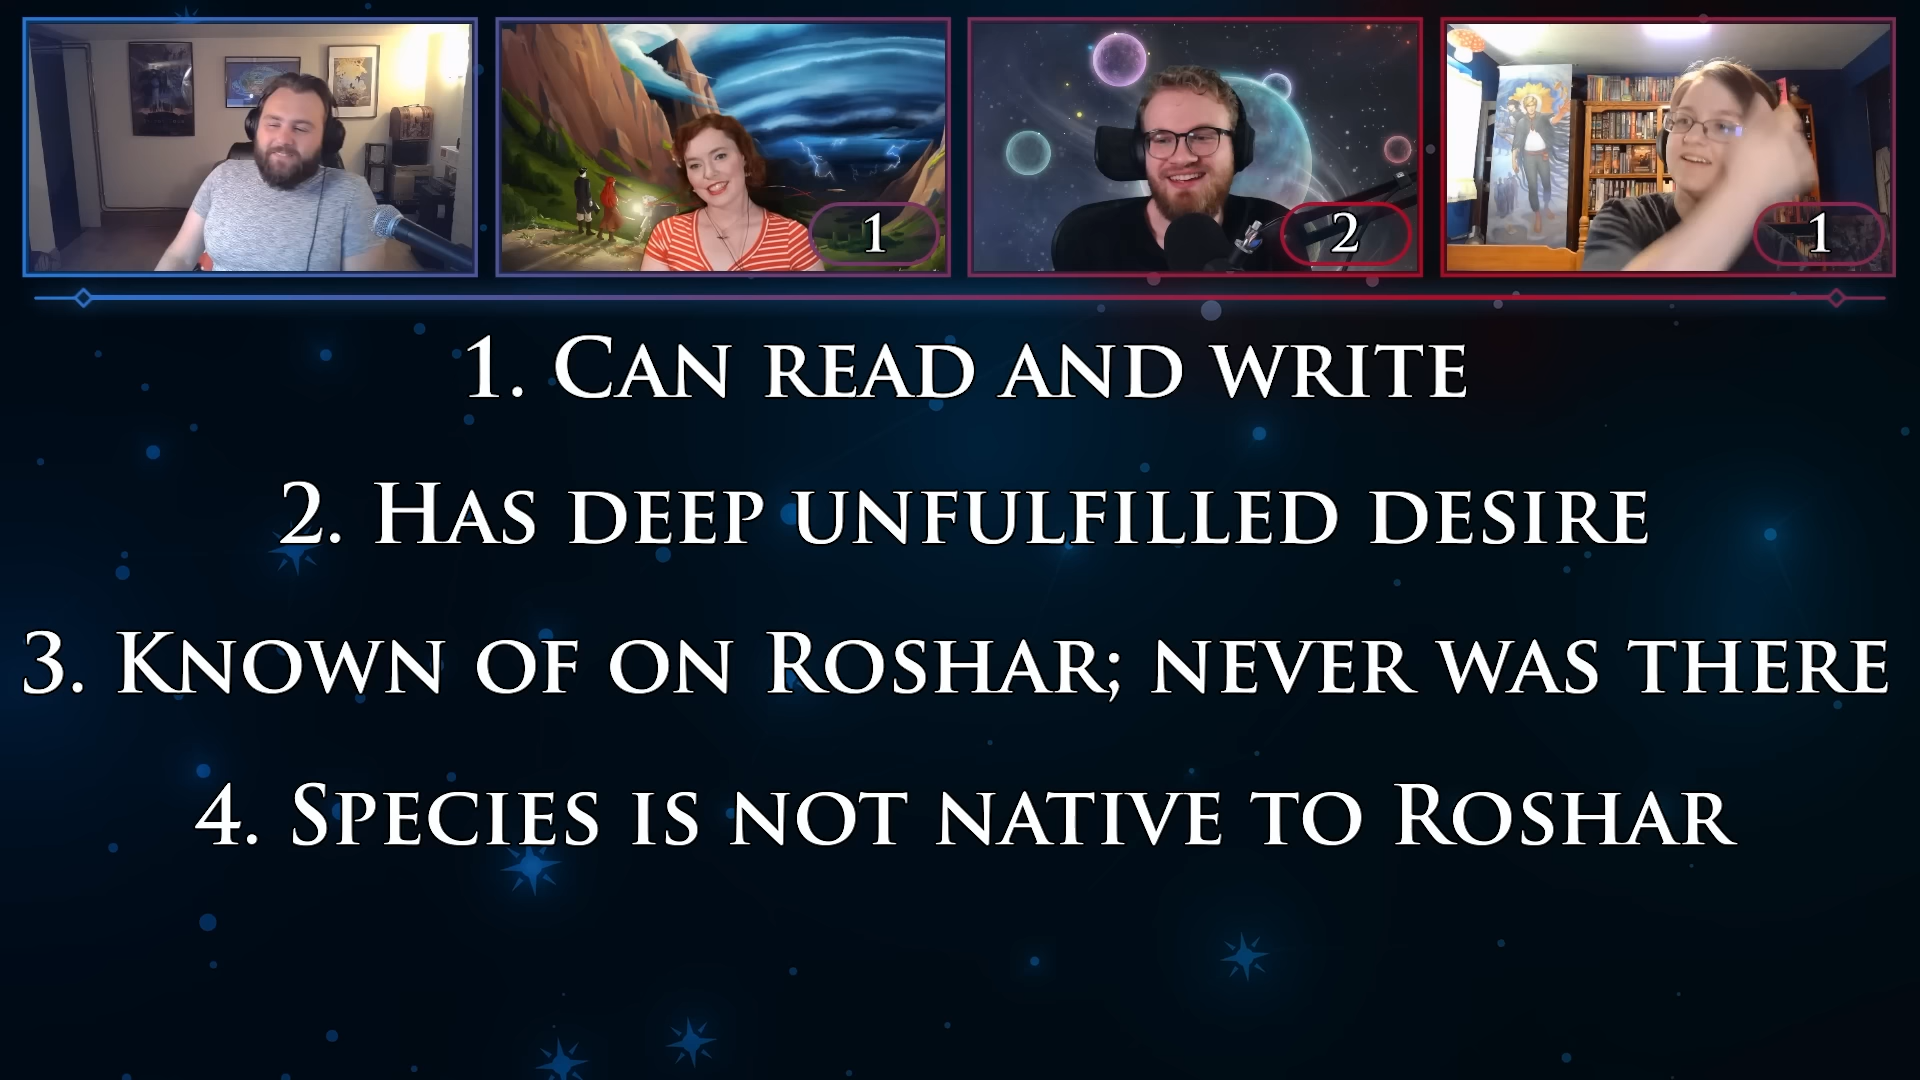 1
2
1
1. Can read and write
2. Has deep unfulfilled desire
3. Known of on Roshar; never was there
4. Species is not native to Roshar